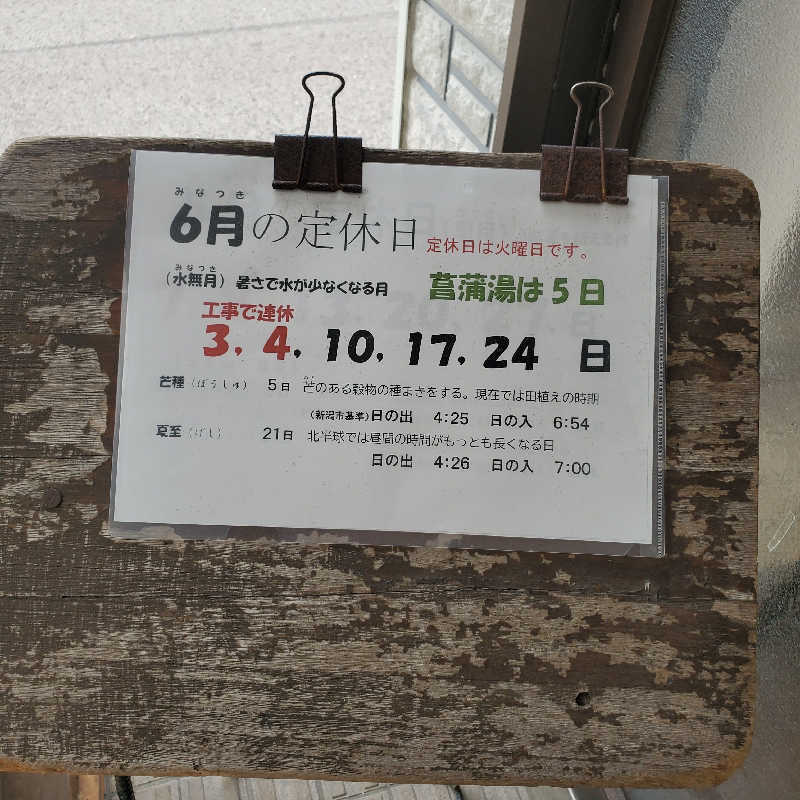 みなつき
6月の定休日 定休日は火曜日です。
みなつき
（水無月）暑さで水が少なくなる月 菖蒲湯は５日
工事で連休
3, 4, 10, 17, 24 日
芒種（ぼうしゅ） 5日 芒のある穀物の種まきをする。現在では田植えの時期
（新潟市基準）日の出 4:25 日の入 6:54
夏至（げし） 21日 北半球では昼間の時間がもっとも長くなる日
日の出 4:26 日の入 7:00